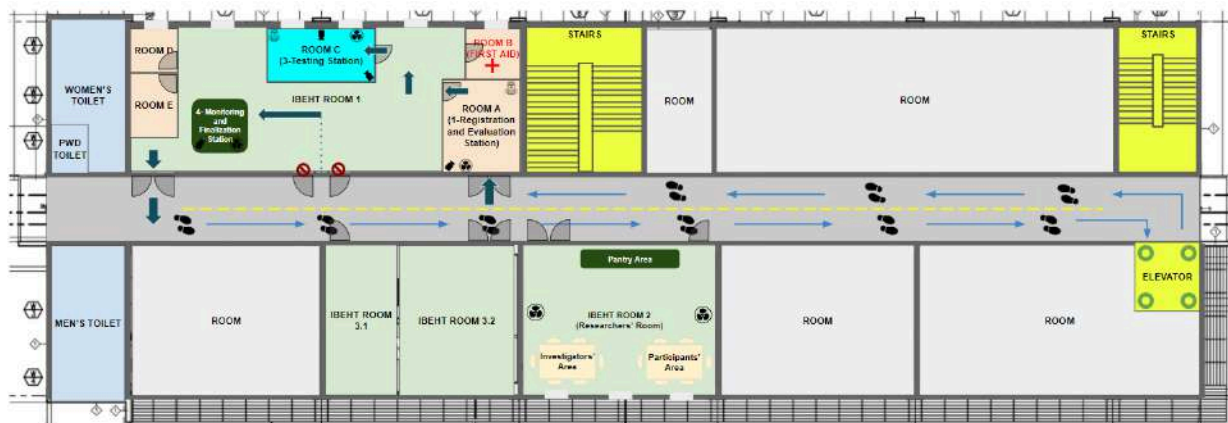 WOMEN'S
TOILET
PWD
TOILET
ROOM D
ROOM E
4- Monitoring
and
Finalization
Station
IBEHT ROOM 1
ROOM C
(3-Testing Station)
ROOM B
(FIRST AID)
ROOM A
(1-Registration
and Evaluation
Station)
STAIRS
ROOM
ROOM
STAIRS
MEN'S TOILET
ROOM
IBEHT ROOM
3.1
IBEHT ROOM 3.2
Pantry Area
IBEHT ROOM 2
(Researchers' Room)
Investigators'
Area
Participants'
Area
ROOM
ROOM
ELEVATOR